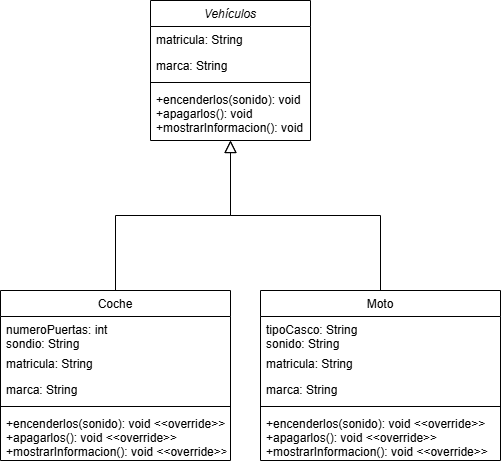 Vehículos
matricula: String
marca: String
+encenderlos(sonido): void
+apagarlos(): void
+mostrarInformacion(): void
Coche
numeroPuertas: int
sondio: String
matricula: String
marca: String
+encenderlos(sonido): void <<override>>
+apagarlos(): void <<override>>
+mostrarInformacion(): void <<override>>
Moto
tipoCasco: String
sonido: String
matricula: String
marca: String
+encenderlos(sonido): void <<override>>
+apagarlos(): void <<override>>
+mostrarInformacion(): void <<override>>